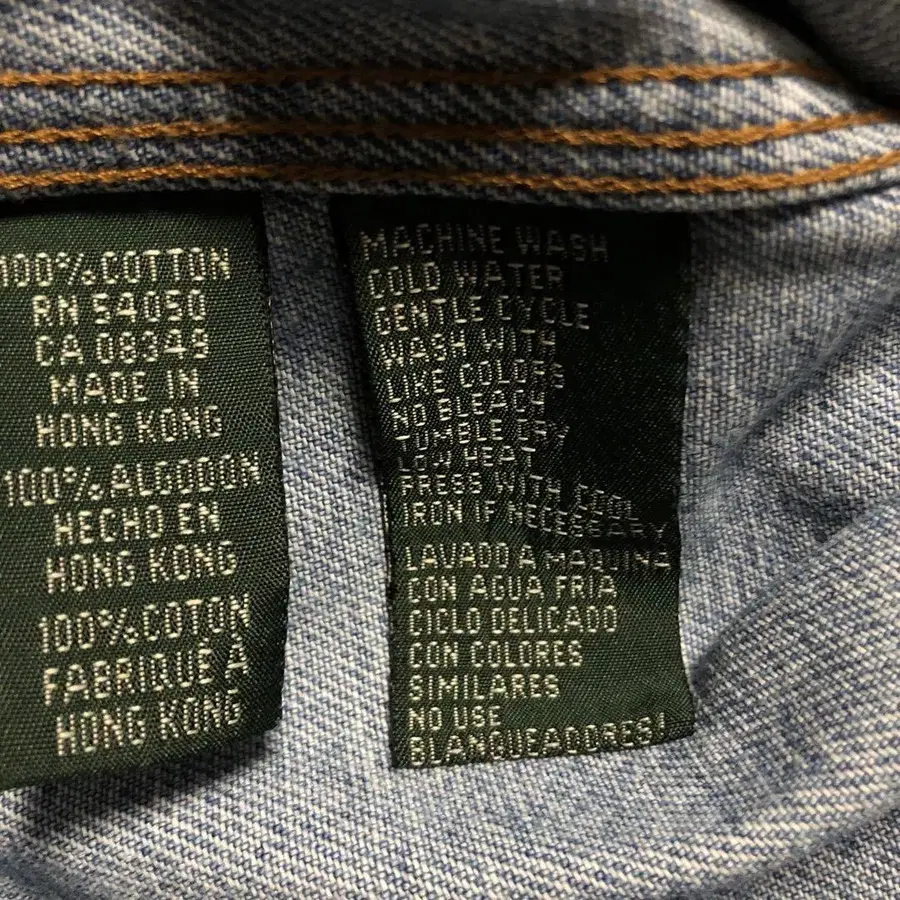 100% COTTON
RN 54050
CA 08349
MADE IN
HONG KONG
100% ALGODON
HECHO EN
HONG KONG
100% COTON
FABRIQUE A
HONG KONG
MACHINE WASH
COLD WATER
GENTLE CYCLE
WASH WITH
LIKE COLORS
NO BLEACH
TUMBLE DRY
LOW HEAT
PRESS WITH COOL
IRON IF NECESSARY
LAVADO A MAQUINA
CON AGUA FRIA
CICLO DELICADO
CON COLORES
SIMILARES
NO USE
BLANQUEADORES